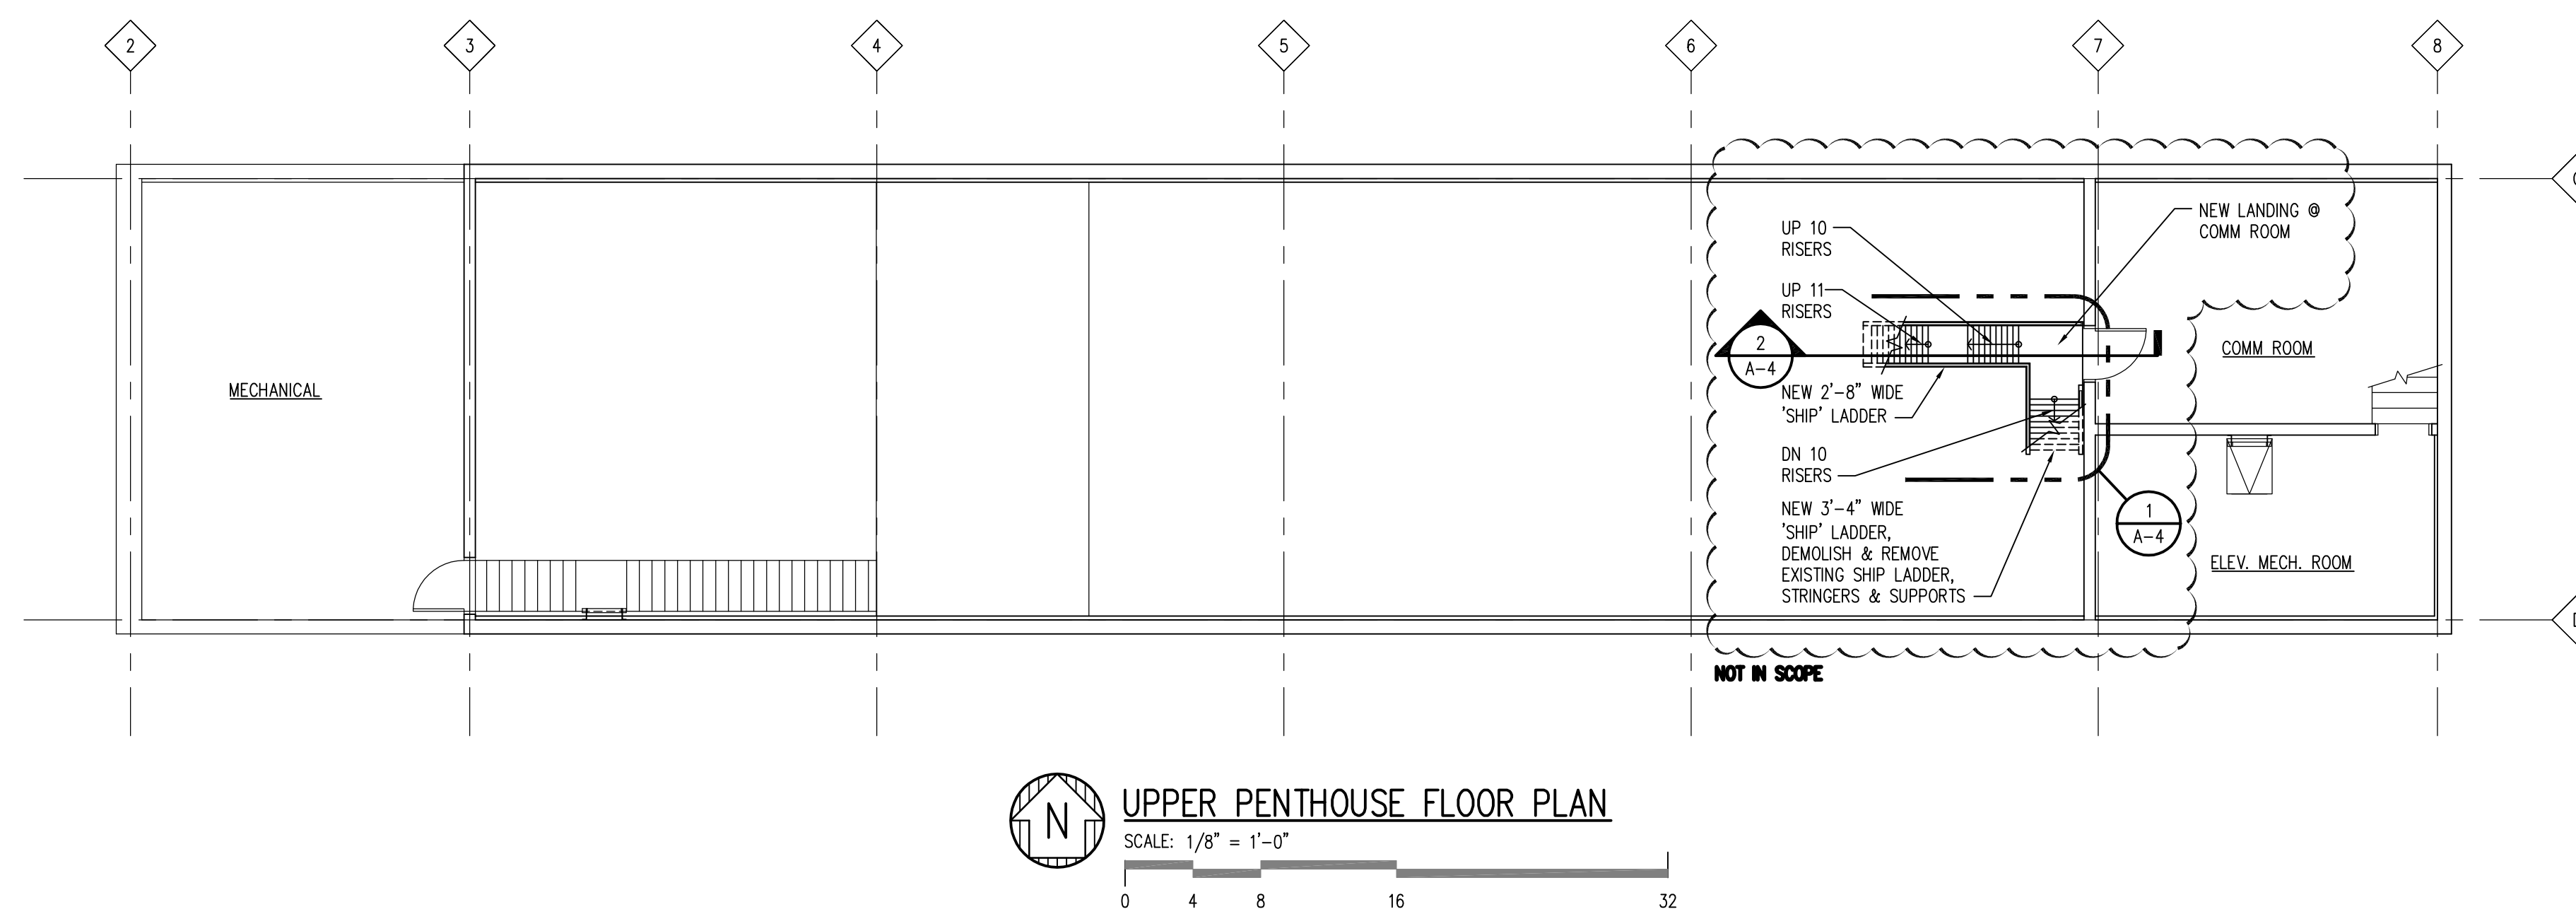 2
3
4
5
6
7
8
UP 10
RISERS
UP 11
RISERS
NEW LANDING @
COMM ROOM
2
A-4
COMM ROOM
MECHANICAL
NEW 2'-8" WIDE
'SHIP' LADDER
DN 10
RISERS
NEW 3'-4" WIDE
'SHIP' LADDER,
DEMOLISH & REMOVE
EXISTING SHIP LADDER,
STRINGERS & SUPPORTS
1
A-4
ELEV. MECH. ROOM
NOT IN SCOPE
N
UPPER PENTHOUSE FLOOR PLAN
SCALE: 1/8" = 1'-0"
0 4 8 16 32